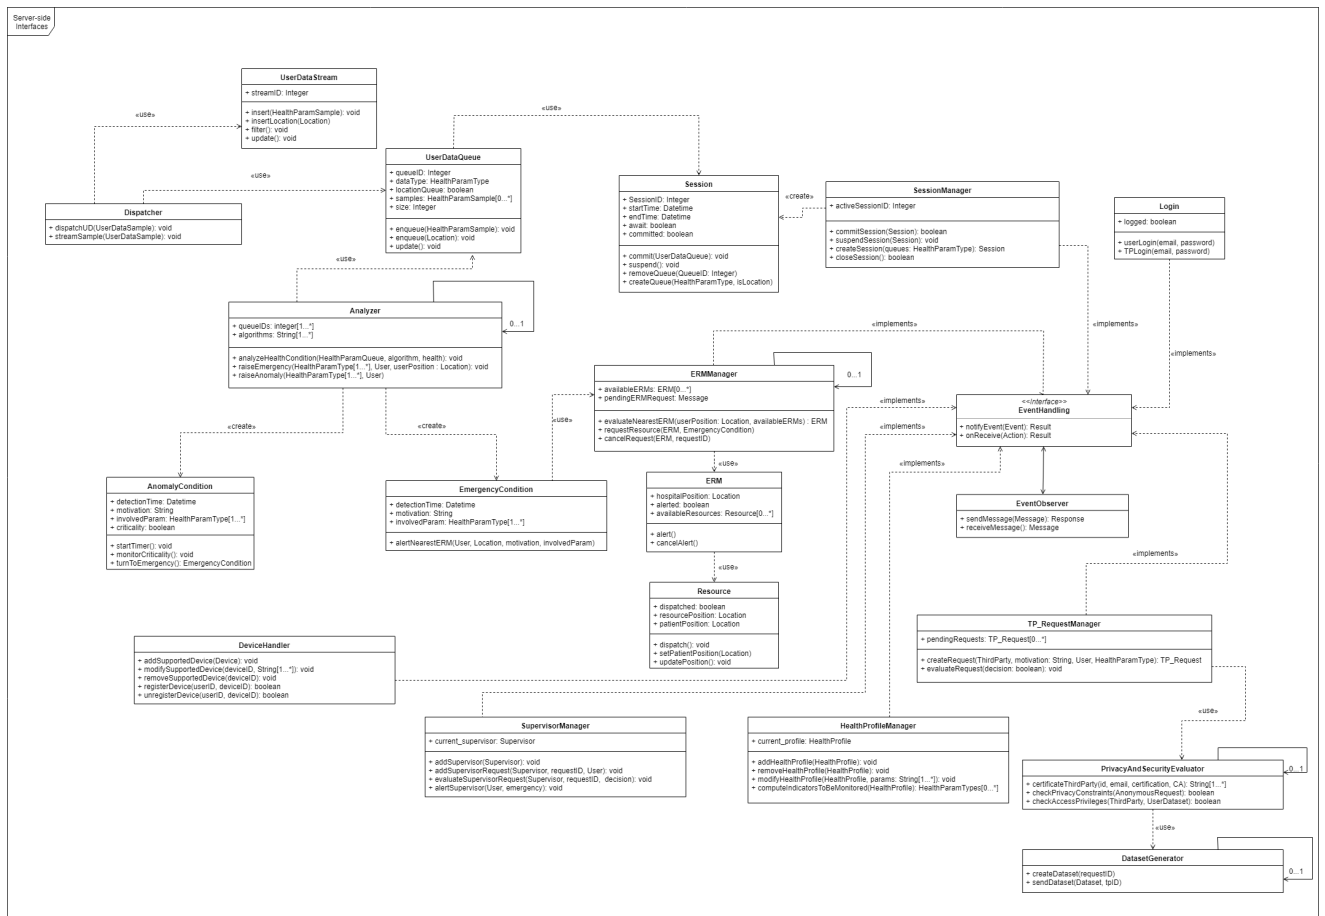 Server-side
Interfaces
UserDataStream
+ streamID: Integer
+ insert(HealthParamSample): void
+ insertLocation(Location)
+ filter(): void
+ update(): void
«use»
«use»
«use»
UserDataQueue
+ queueID: Integer
+ dataType: HealthParamType
+ locationQueue: boolean
+ samples: HealthParamSample[0...*]
+ size: Integer
+ enqueue(HealthParamSample): void
+ enqueue(Location): void
+ update(): void
Dispatcher
+ dispatchUD(UserDataSample): void
+ streamSample(UserDataSample): void
Session
+ SessionID: Integer
+ startTime: Datetime
+ endTime: Datetime
+ await: boolean
+ committed: boolean
+ commit(UserDataQueue): void
+ suspend(): void
+ removeQueue(QueueID: Integer)
+ createQueue(HealthParamType, isLocation)
«create»
SessionManager
+ activeSessionID: Integer
+ commitSession(Session): boolean
+ suspendSession(Session): void
+ createSession(queues: HealthParamType): Session
+ closeSession(): boolean
Login
+ logged: boolean
+ userLogin(email, password)
+ TPLogin(email, password)
«use»
Analyzer
+ queueIDs: integer[1...*]
+ algorithms: String[1...*]
+ analyzeHealthCondition(HealthParamQueue, algorithm, health): void
+ raiseEmergency(HealthParamType[1...*], User, userPosition : Location): void
+ raiseAnomaly(HealthParamType[1...*], User)
0...1
«implements»
«implements»
«implements»
ERMManager
+ availableERMs: ERM[0...*]
+ pendingERMRequest: Message
+ evaluateNearestERM(userPosition: Location, availableERMs) : ERM
+ requestResource(ERM, EmergencyCondition)
+ cancelRequest(ERM, requestID)
0...1
«implements»
«implements»
«implements»
<<Interface>>
EventHandling
+ notifyEvent(Event): Result
+ onReceive(Action): Result
«create»
«create»
«use»
«use»
AnomalyCondition
+ detectionTime: Datetime
+ motivation: String
+ involvedParam: HealthParamType[1...*]
+ criticality: boolean
+ startTimer(): void
+ monitorCriticality(): void
+ turnToEmergency(): EmergencyCondition
EmergencyCondition
+ detectionTime: Datetime
+ motivation: String
+ involvedParam: HealthParamType[1...*]
+ alertNearestERM(User, Location, motivation, involvedParam)
ERM
+ hospitalPosition: Location
+ alerted: boolean
+ availableResources: Resource[0...*]
+ alert()
+ cancelAlert()
EventObserver
+ sendMessage(Message): Response
+ receiveMessage(): Message
«implements»
«use»
Resource
+ dispatched: boolean
+ resourcePosition: Location
+ patientPosition: Location
+ dispatch(): void
+ setPatientPosition(Location)
+ updatePosition(): void
TP_RequestManager
+ pendingRequests: TP_Request[0...*]
+ createRequest(ThirdParty, motivation: String, User, HealthParamType): TP_Request
+ evaluateRequest(decision: boolean): void
DeviceHandler
+ addSupportedDevice(Device): void
+ modifySupportedDevice(deviceID, String[1...*]): void
+ removeSupportedDevice(deviceID): void
+ registerDevice(userID, deviceID): boolean
+ unregisterDevice(userID, deviceID): boolean
«use»
SupervisorManager
+ current_supervisor: Supervisor
+ addSupervisor(Supervisor): void
+ addSupervisorRequest(Supervisor, requestID, User): void
+ evaluateSupervisorRequest(Supervisor, requestID, decision): void
+ alertSupervisor(User, emergency): void
HealthProfileManager
+ current_profile: HealthProfile
+ addHealthProfile(HealthProfile): void
+ removeHealthProfile(HealthProfile): void
+ modifyHealthProfile(HealthProfile, params: String[1...*]): void
+ computeIndicatorsToBeMonitored(HealthProfile): HealthParamTypes[0...*]
PrivacyAndSecurityEvaluator
+ certificateThirdParty(id, email, certification, CA): String[1...*]
+ checkPrivacyConstraints(AnonymousRequest): boolean
+ checkAccessPrivileges(ThirdParty, UserDataset): boolean
0...1
«use»
DatasetGenerator
+ createDataset(requestID)
+ sendDataset(Dataset, tpID)
0...1